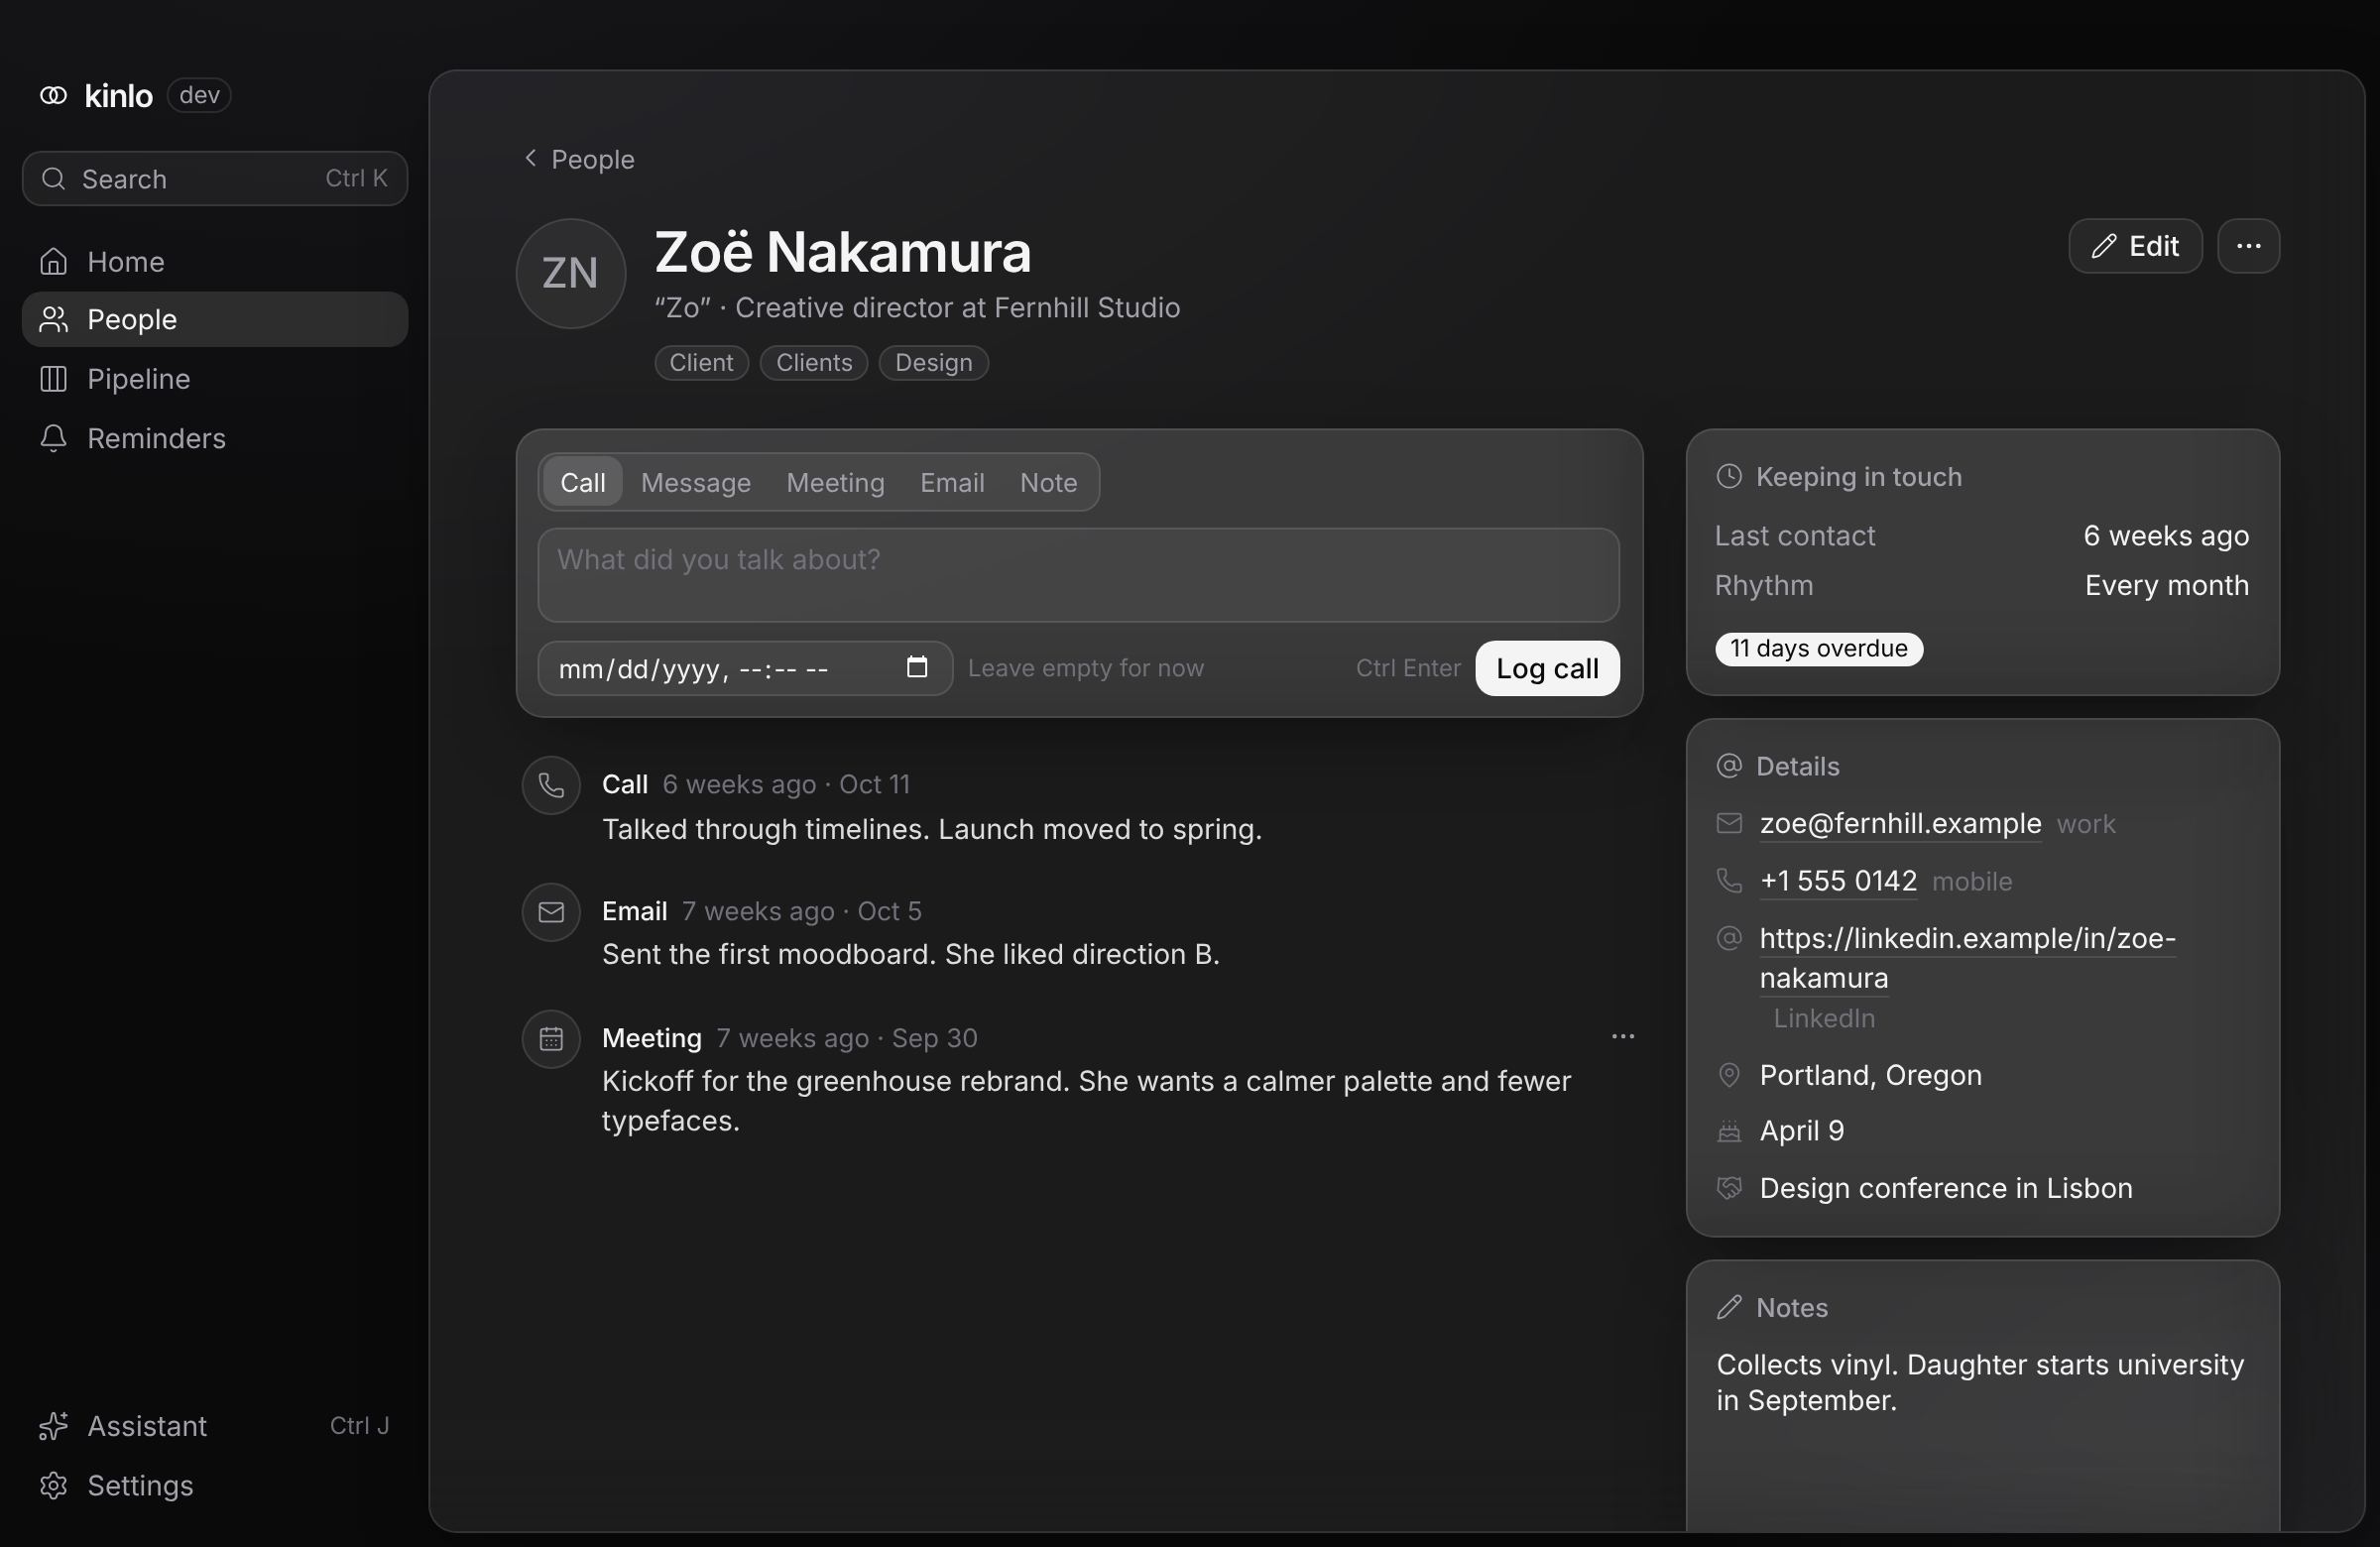 kinlo dev
Search Ctrl K
Home
People
Pipeline
Reminders
Assistant Ctrl J
Settings
People
ZN
Zoë Nakamura
“Zo” · Creative director at Fernhill Studio
Client Clients Design
Edit
Call Message Meeting Email Note
What did you talk about?
mm/dd/yyyy, --:-- -- Leave empty for now Ctrl Enter Log call
Call 6 weeks ago · Oct 11
Talked through timelines. Launch moved to spring.
Email 7 weeks ago · Oct 5
Sent the first moodboard. She liked direction B.
Meeting 7 weeks ago · Sep 30
Kickoff for the greenhouse rebrand. She wants a calmer palette and fewer
typefaces.
Keeping in touch
Last contact 6 weeks ago
Rhythm Every month
11 days overdue
Details
zoe@fernhill.example work
+1 555 0142 mobile
https://linkedin.example/in/zoe-
nakamura
LinkedIn
Portland, Oregon
April 9
Design conference in Lisbon
Notes
Collects vinyl. Daughter starts university
in September.